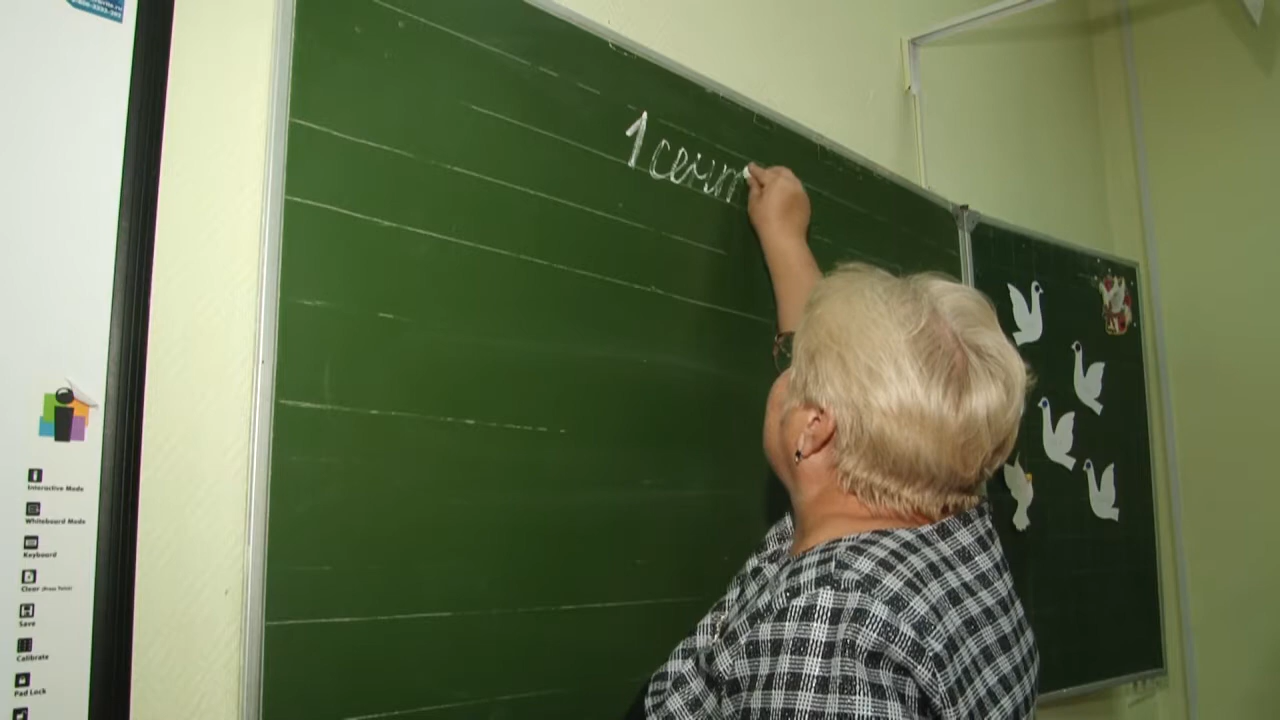 1 сент
Interactive Mode
Whiteboard Mode
Keyboard
Clear
Save
Calibrate
Pad Lock